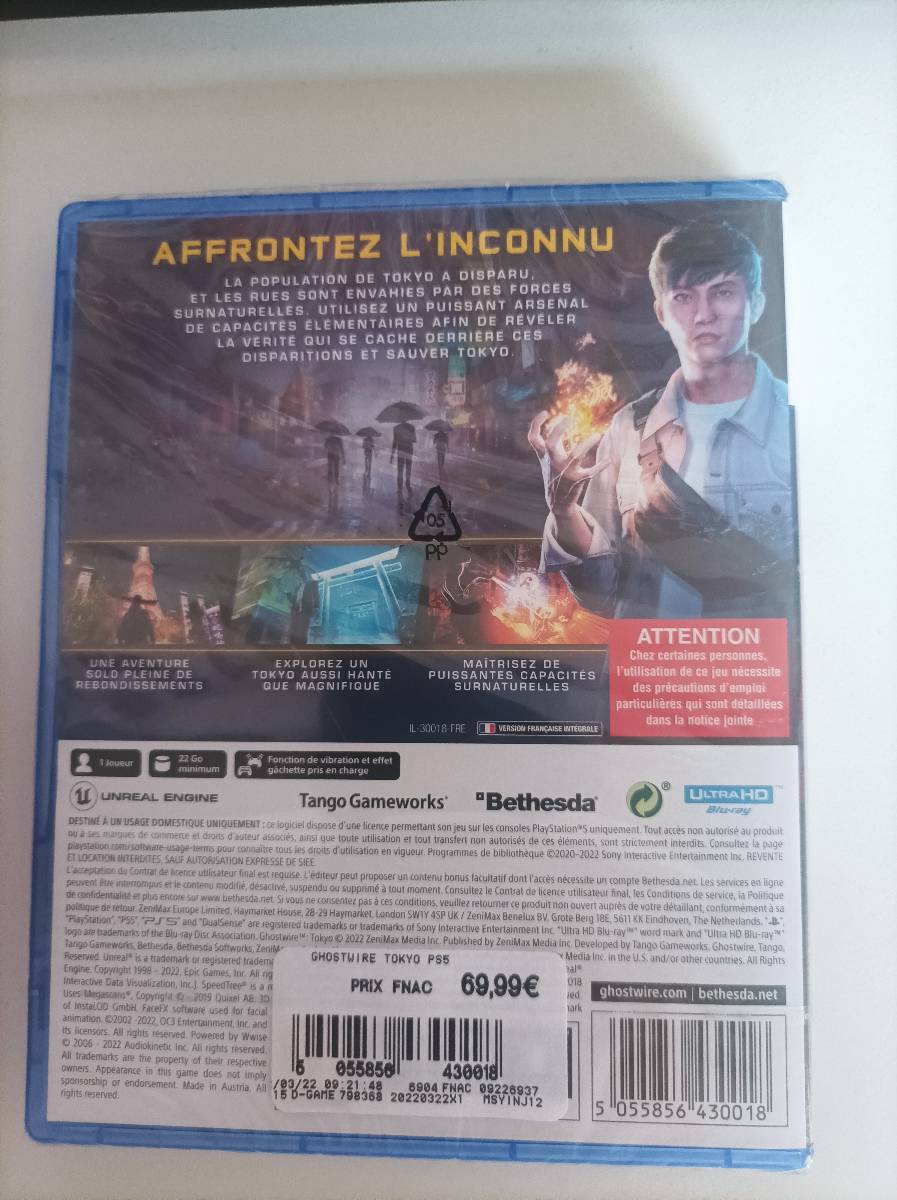 AFFRONTEZ L'INCONNU
LA POPULATION DE TOKYO A DISPARU,
ET LES RUES SONT ENVAHIES PAR DES FORCES
SURNATURELLES. UTILISEZ UN PUISSANT ARSENAL
DE CAPACITÉS ÉLÉMENTAIRES AFIN DE RÉVÉLER
LA VÉRITÉ QUI SE CACHE DERRIÈRE CES
DISPARITIONS ET SAUVER TOKYO.
05
PP
UNE AVENTURE
SOLO PLEINE DE
REBONDISSEMENTS
EXPLOREZ UN
TOKYO AUSSI HANTÉ
QUE MAGNIFIQUE
MAÎTRISEZ DE
PUISSANTES CAPACITÉS
SURNATURELLES
ATTENTION
Chez certaines personnes,
l'utilisation de ce jeu nécessite
des précautions d'emploi
particulières qui sont détaillées
dans la notice jointe
IL-30018 FRE
VERSION FRANÇAISE INTÉGRALE
1 Joueur
22 Go
minimum
Fonction de vibration et effet
gâchette pris en charge
UNREAL ENGINE
Tango Gameworks
Bethesda
®
ULTRA HD
Blu-ray™
DESTINÉ À UN USAGE DOMESTIQUE UNIQUEMENT : ce logiciel dispose d'une licence permettant son jeu sur les consoles PlayStation®5 uniquement. Tout accès non autorisé au produit
ou à ses marques de commerce et droits d'auteur associés, ainsi que toute utilisation et tout transfert non autorisés de ces éléments, sont strictement interdits. Consultez la page
playstation.com/software-usage-terms pour connaître tous les droits d'utilisation en vigueur. Programmes de bibliothèque ©2020-2022 Sony Interactive Entertainment Inc. REVENTE
ET LOCATION INTERDITES, SAUF AUTORISATION EXPRESSE DE SIEE.
L'acceptation du Contrat de licence utilisateur final est requise. L'éditeur peut proposer un contenu bonus facultatif dont l'accès nécessite un compte Bethesda.net. Les services en ligne
peuvent être interrompus et le contenu modifié, désactivé, suspendu ou supprimé à tout moment. Consultez le Contrat de licence utilisateur final, les Conditions de service, la Politique
de confidentialité et plus encore sur www.bethesda.net. Si vous ne consentez pas à ces conditions, veuillez retourner ce produit non ouvert auprès de votre détaillant, conformément à sa
politique de retour. ZeniMax Europe Limited, Haymarket House, 28-29 Haymarket, London SW1Y 4SP UK / ZeniMax Benelux BV, Grote Berg 18E, 5611 KK Eindhoven, The Netherlands. "
"PlayStation", "PS5", "PS5" and "DualSense" are registered trademarks or trademarks of Sony Interactive Entertainment Inc. "Ultra HD Blu-ray™" word mark and "Ultra HD Blu-ray™"
logo are trademarks of the Blu-ray Disc Association. Ghostwire™: Tokyo © 2022 ZeniMax Media Inc. Published by ZeniMax Media Inc. Developed by Tango Gameworks. Ghostwire, Tango,
Tango Gameworks, Bethesda, Bethesda Softworks, ZeniM Media Inc. in the U.S. and/or other countries. All Rights
Reserved. Unreal® is a trademark or registered tradem
Engine, Copyright 1998 - 2022, Epic Games, Inc. All rig
Interactive Data Visualization, Inc.). SpeedTree® is a r 018
Uses Megascans®, Copyright © 2019 Quixel AB. 3D ved.
of InstaLOD GmbH. FaceFX software used for facial mark
animation. ©2002-2022, OC3 Entertainment, Inc. and
its licensors. All rights reserved. Powered by Wwise
© 2006 - 2022 Audiokinetic Inc. All rights reserved.
All trademarks are the property of their respective
owners. Appearance in this game does not imply
sponsorship or endorsement. Made in Austria. All
rights reserved.
ghostwire.com | bethesda.net
GHOSTWIRE TOKYO PS5
PRIX FNAC 69,99€
5 055856 430018
/03/22 09:21:48 6904 FNAC 09226937
15 D-GAME 798368 20220322X1 MSYINJ12
5 055856 430018